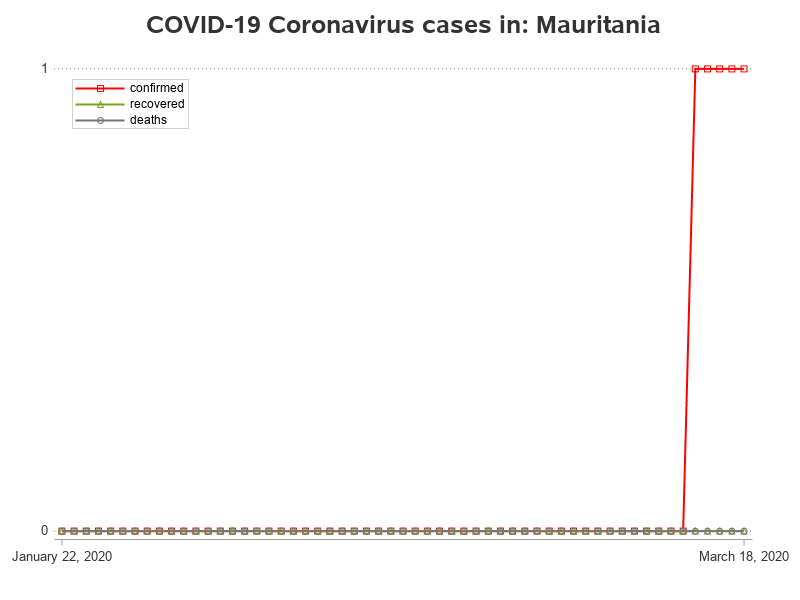 COVID-19 Coronavirus cases in: Mauritania
1
confirmed
recovered
deaths
0
January 22, 2020
March 18, 2020